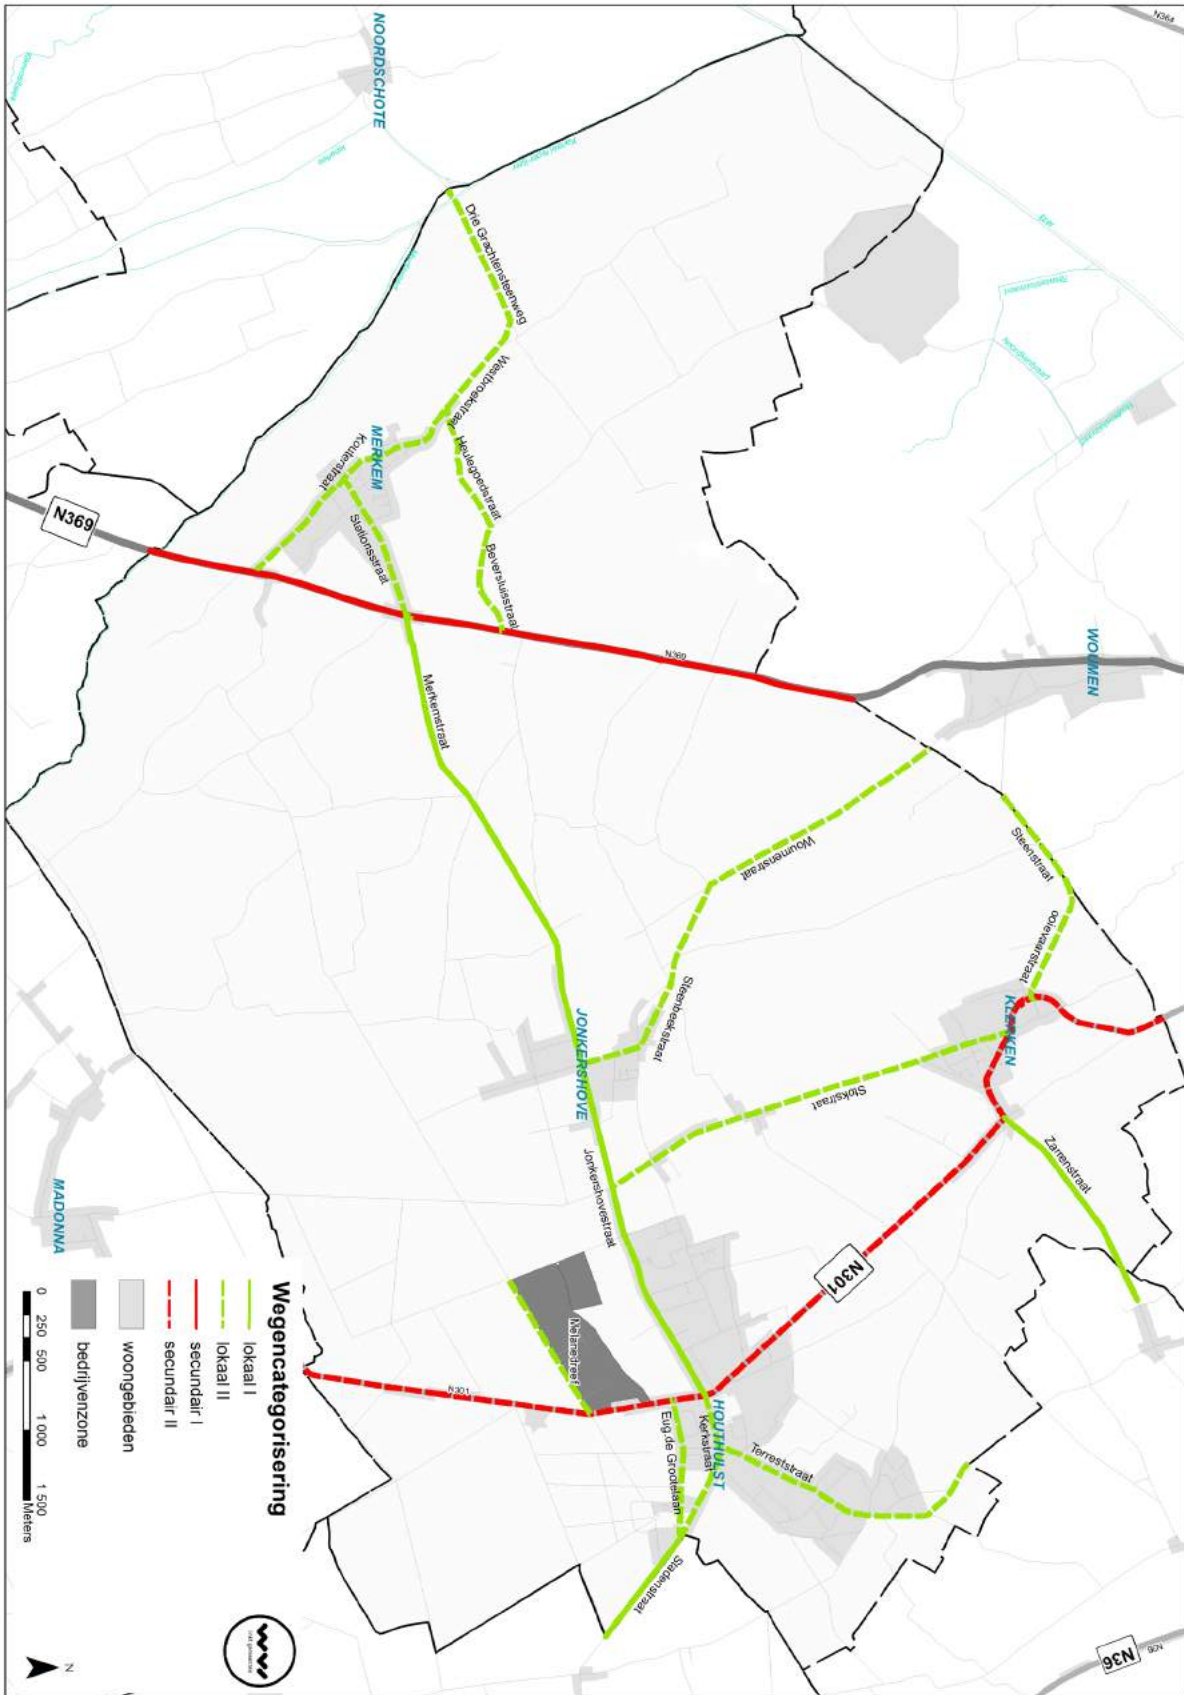 N364
NOORDSCHOTE
Drie Grachtensteenweg
Westbroekstraat
MERKEM
Kouterstraat
Heulegoedstraat
Stationsstraat
Beversluisstraat
N369
N369
WOUMEN
Merkemstraat
Woumenstraat
Steenstraat
ooievaarstraat
Steenbeekstraat
KLERKEN
JONKERSHOVE
Stokstraat
Zarrenstraat
Jonkershovestraat
MADONNA
N301
Melanedreef
N301
HOUTHULST
Kerkstraat
Eug.de Grootelaan
Terreststraat
Stadenstraat
N36
Wegencategorisering
lokaal I
lokaal II
secundair I
secundair II
woongebieden
bedrijvenzone
0 250 500 1 000 1 500
Meters
N